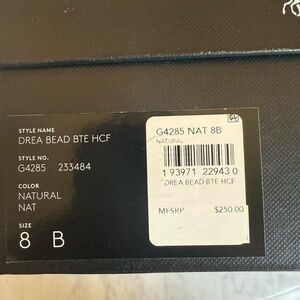 STYLE NAME
DREA BEAD BTE HCF
STYLE NO.
G4285 233484
COLOR
NATURAL
NAT
SIZE
8 B
64
G4285 NAT 8B
NATURAL
1 93971 22943 0
DREA BEAD BTE HCF
MFSRP $250.00